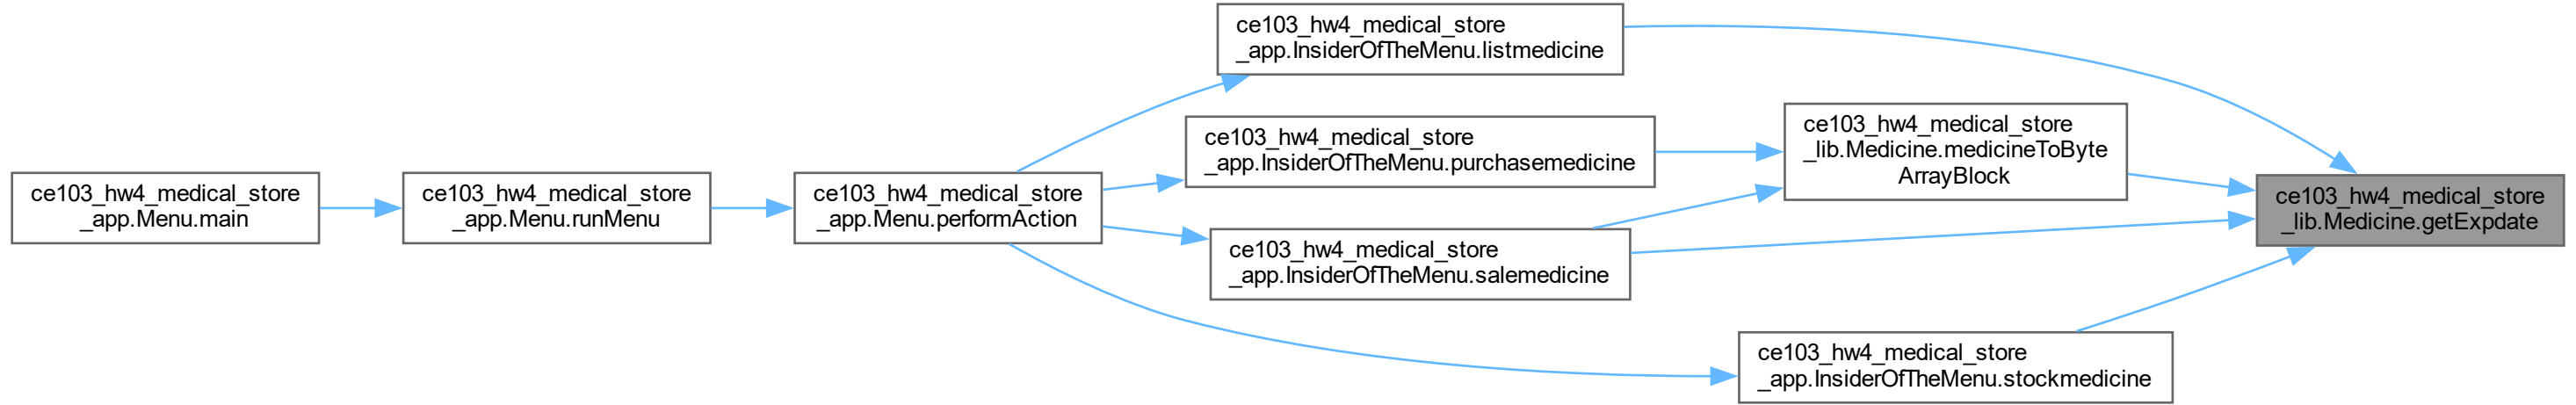 ce103_hw4_medical_store
_app.Menu.main
ce103_hw4_medical_store
_app.Menu.runMenu
ce103_hw4_medical_store
_app.Menu.performAction
ce103_hw4_medical_store
_app.InsiderOfTheMenu.listmedicine
ce103_hw4_medical_store
_app.InsiderOfTheMenu.purchasemedicine
ce103_hw4_medical_store
_app.InsiderOfTheMenu.salemedicine
ce103_hw4_medical_store
_lib.Medicine.medicineToByte
ArrayBlock
ce103_hw4_medical_store
_app.InsiderOfTheMenu.stockmedicine
ce103_hw4_medical_store
_lib.Medicine.getExpdate